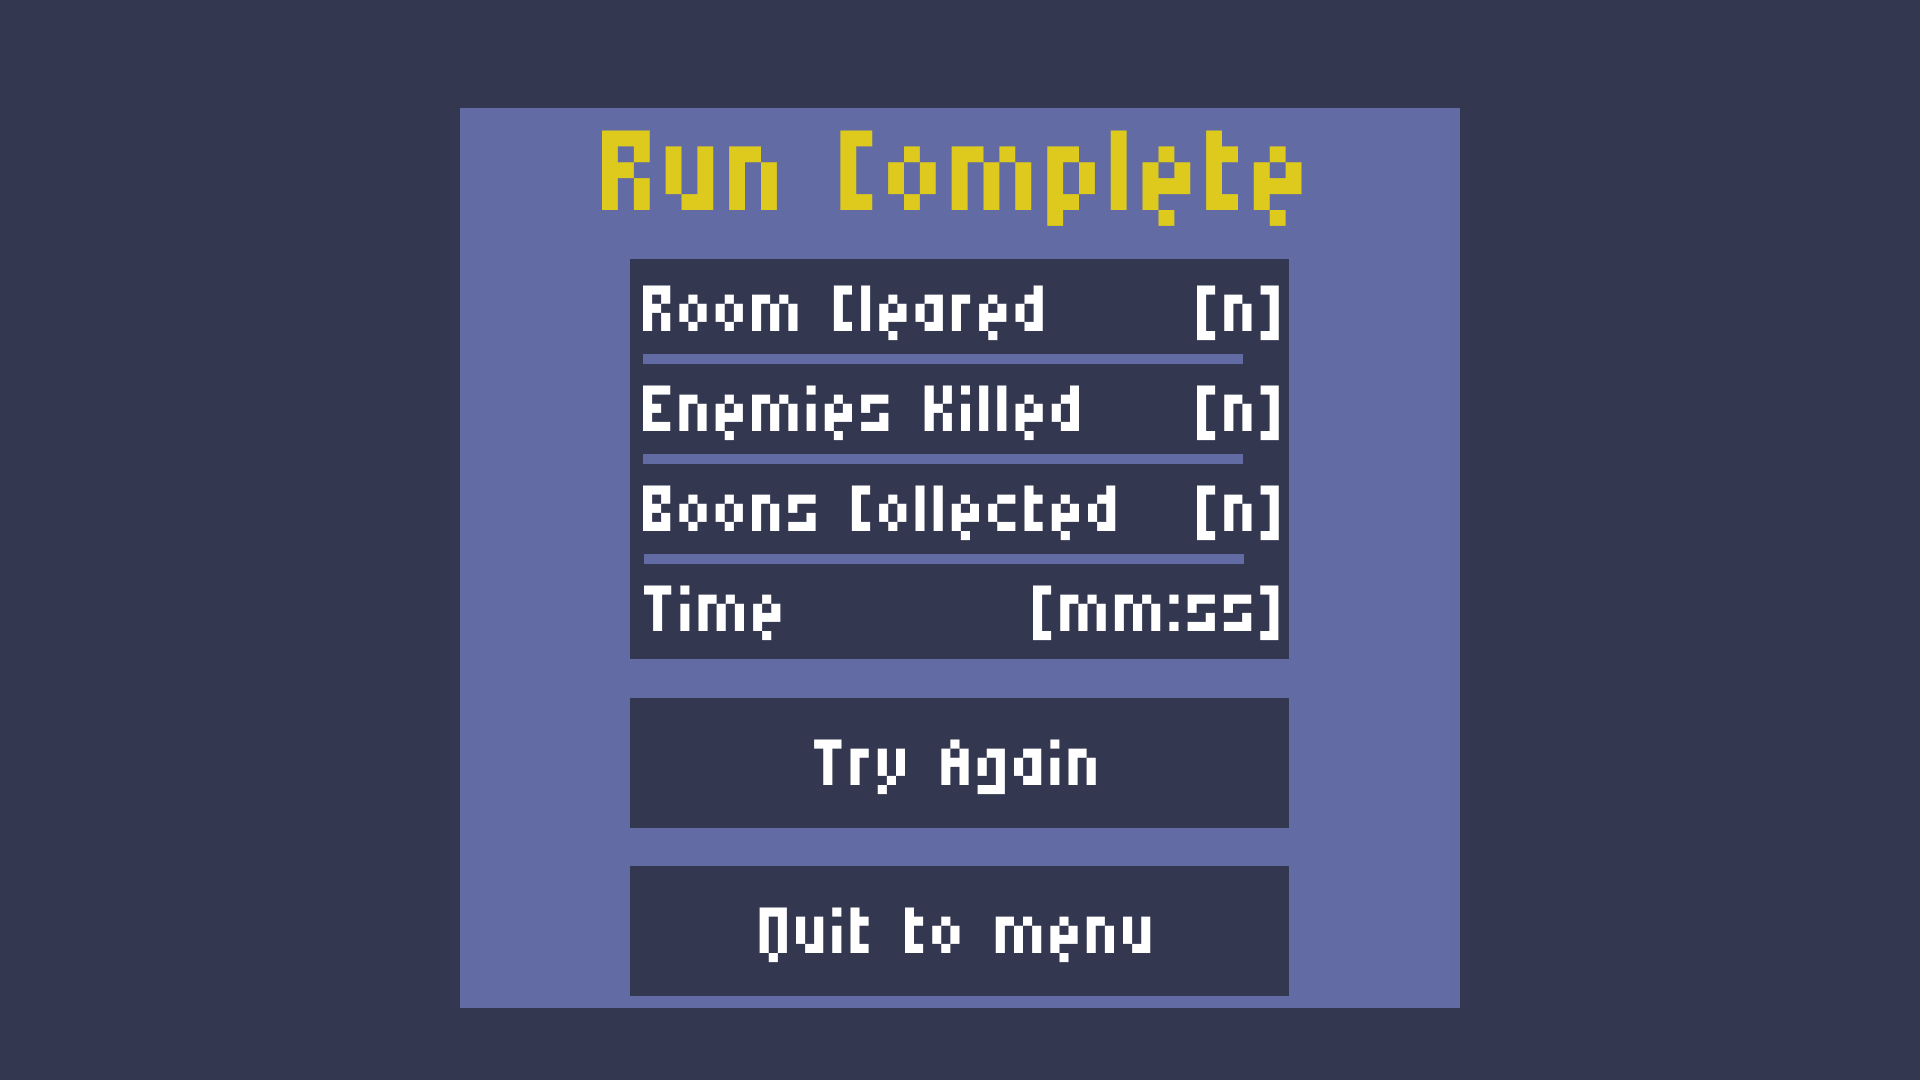 Run Complete
Room Cleared [n]
Enemies Killed [n]
Boons Collected [n]
Time [mm:ss]
Try Again
Quit to menu